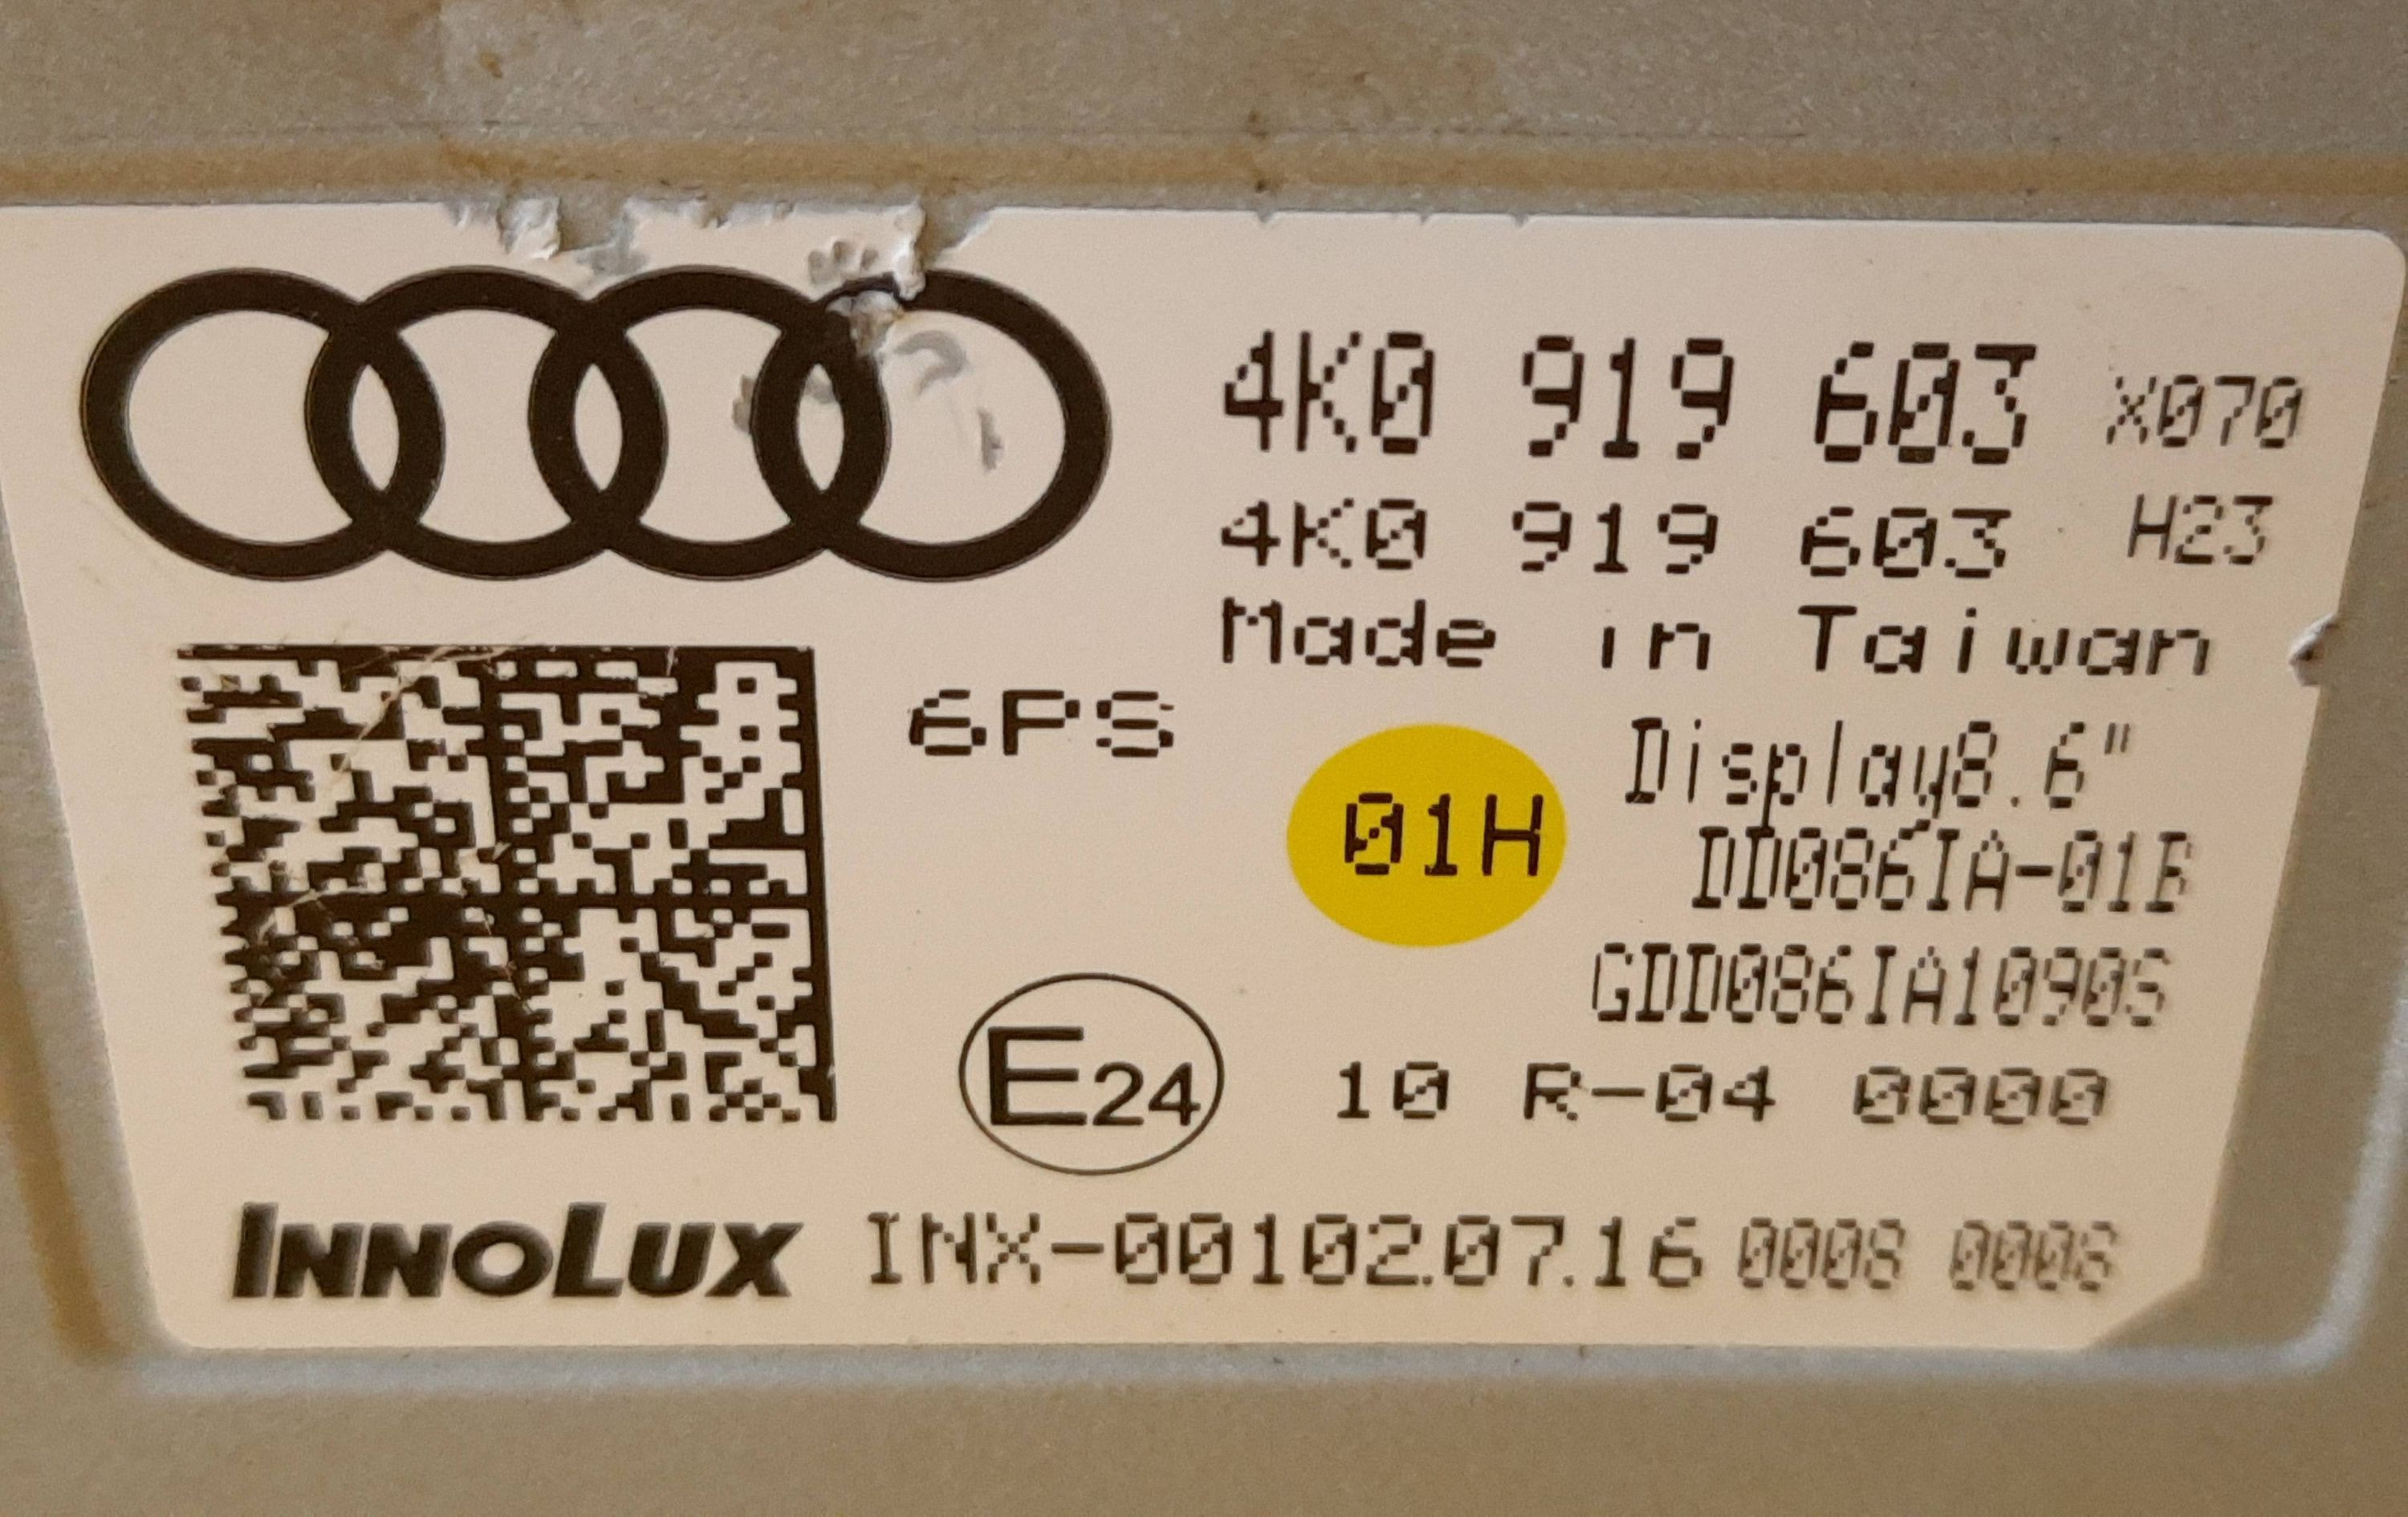 4K0 919 603 X070
4K0 919 603 H23
Made in Taiwan
6PS
01H
Display8.6"
DD086IA-01B
GDD086IA1090S
E24
10 R-04 0000
INNOLUX INX-00102.07.16 0008 0008